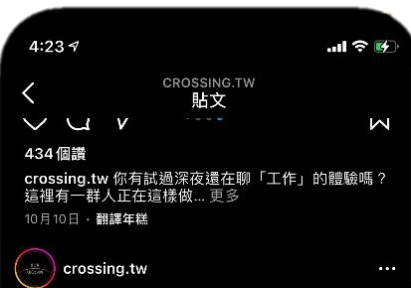 4:23
CROSSING.TW
貼文
434 個讚
crossing.tw 你有試過深夜還在聊「工作」的體驗嗎？
這裡有一群人正在這樣做... 更多
10月10日 · 翻譯年糕
crossing.tw